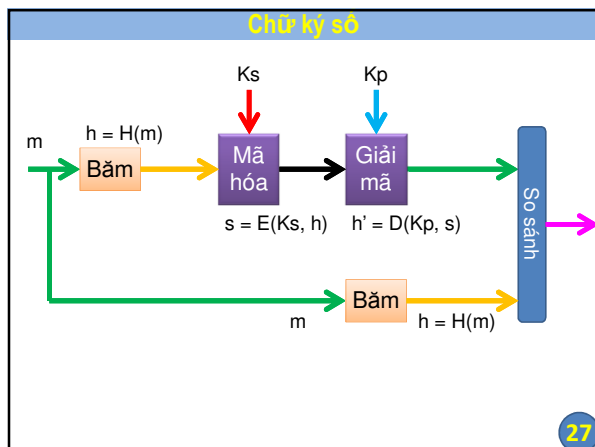 Chữ ký số
Ks
Kp
m
h = H(m)
Băm
Mã
hóa
Giải
mã
So sánh
s = E(Ks, h)
h’ = D(Kp, s)
Băm
m
h = H(m)
27